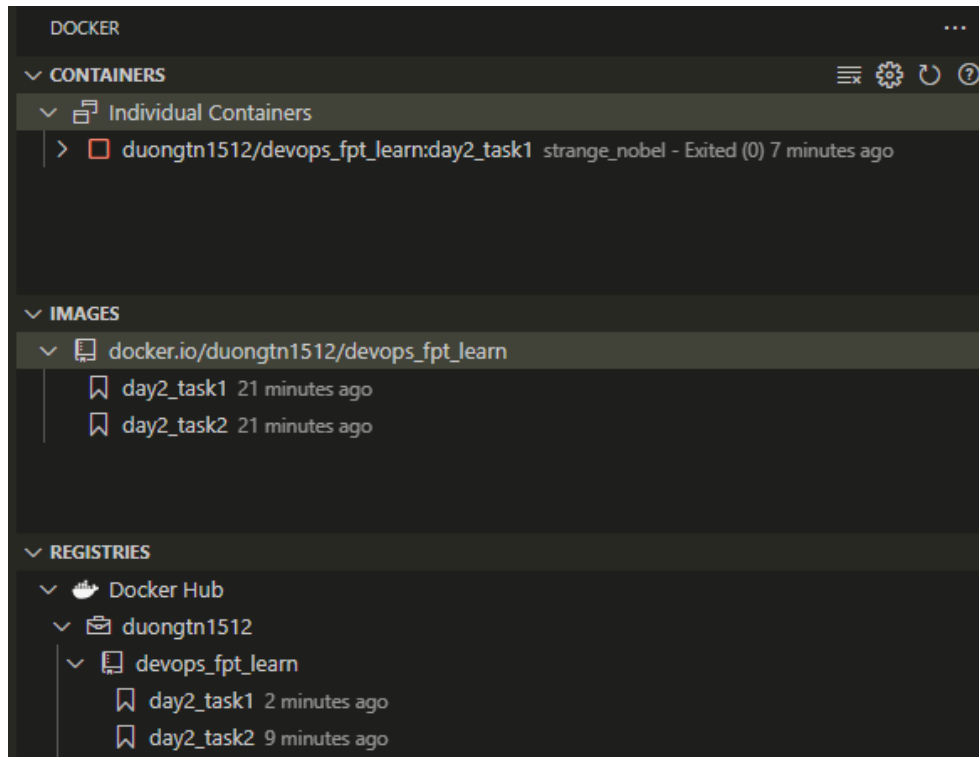 DOCKER
CONTAINERS
Individual Containers
duongtn1512/devops_fpt_learn:day2_task1 strange_nobel - Exited (0) 7 minutes ago
IMAGES
docker.io/duongtn1512/devops_fpt_learn
day2_task1 21 minutes ago
day2_task2 21 minutes ago
REGISTRIES
Docker Hub
duongtn1512
devops_fpt_learn
day2_task1 2 minutes ago
day2_task2 9 minutes ago